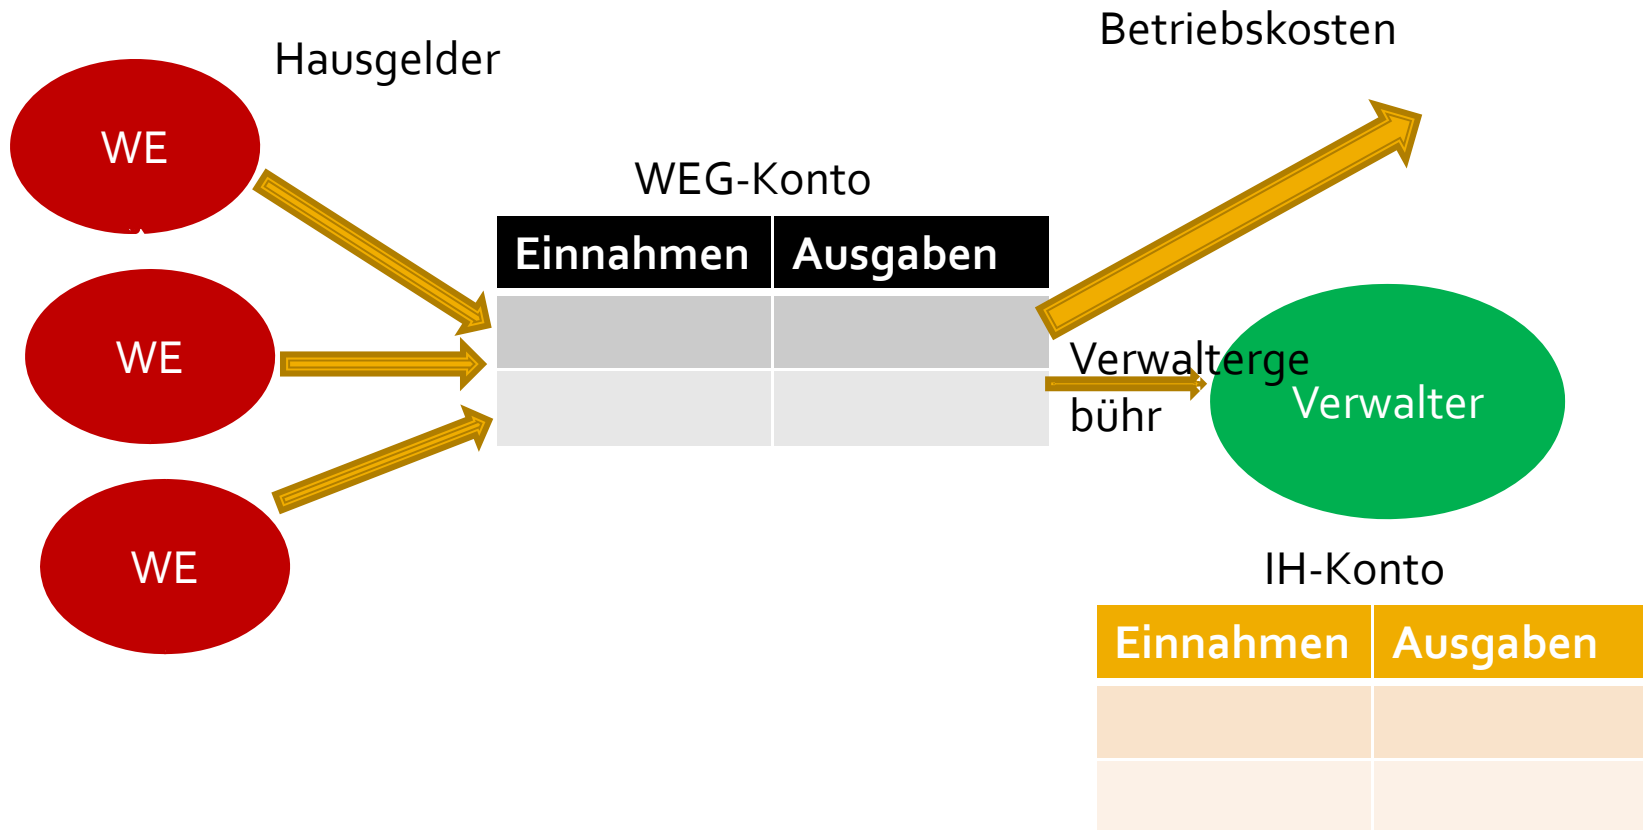 Hausgelder
Betriebskosten
WE
WEG-Konto
Einnahmen Ausgaben
WE
Verwalterge
bühr
Verwalter
WE
IH-Konto
Einnahmen Ausgaben